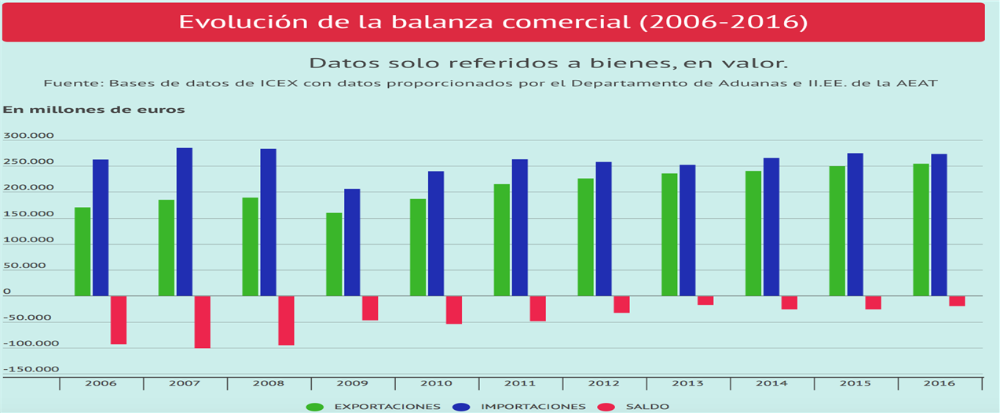 Evolución de la balanza comercial (2006-2016)
Datos solo referidos a bienes, en valor.
Fuente: Bases de datos de ICEX con datos proporcionados por el Departamento de Aduanas e II.EE. de la AEAT
En millones de euros
300.000
250.000
200.000
150.000
100.000
50.000
0
-50.000
-100.000
-150.000
2006 2007 2008 2009 2010 2011 2012 2013 2014 2015 2016
EXPORTACIONES IMPORTACIONES SALDO